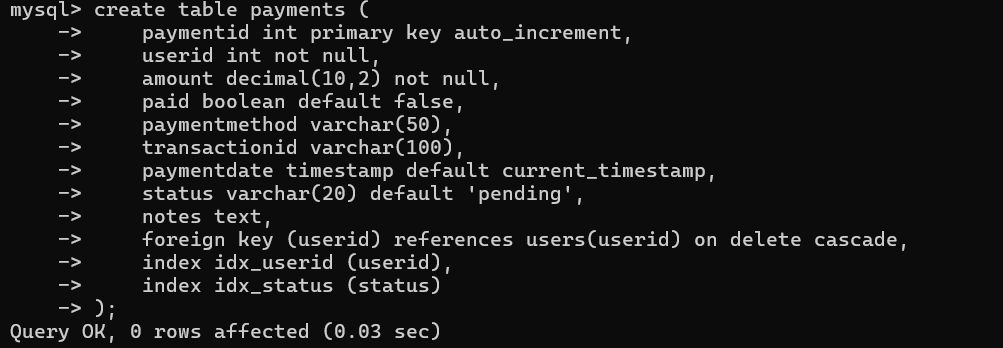 mysql> create table payments (
    ->     paymentid int primary key auto_increment,
    ->     userid int not null,
    ->     amount decimal(10,2) not null,
    ->     paid boolean default false,
    ->     paymentmethod varchar(50),
    ->     transactionid varchar(100),
    ->     paymentdate timestamp default current_timestamp,
    ->     status varchar(20) default 'pending',
    ->     notes text,
    ->     foreign key (userid) references users(userid) on delete cascade,
    ->     index idx_userid (userid),
    ->     index idx_status (status)
    -> );
Query OK, 0 rows affected (0.03 sec)